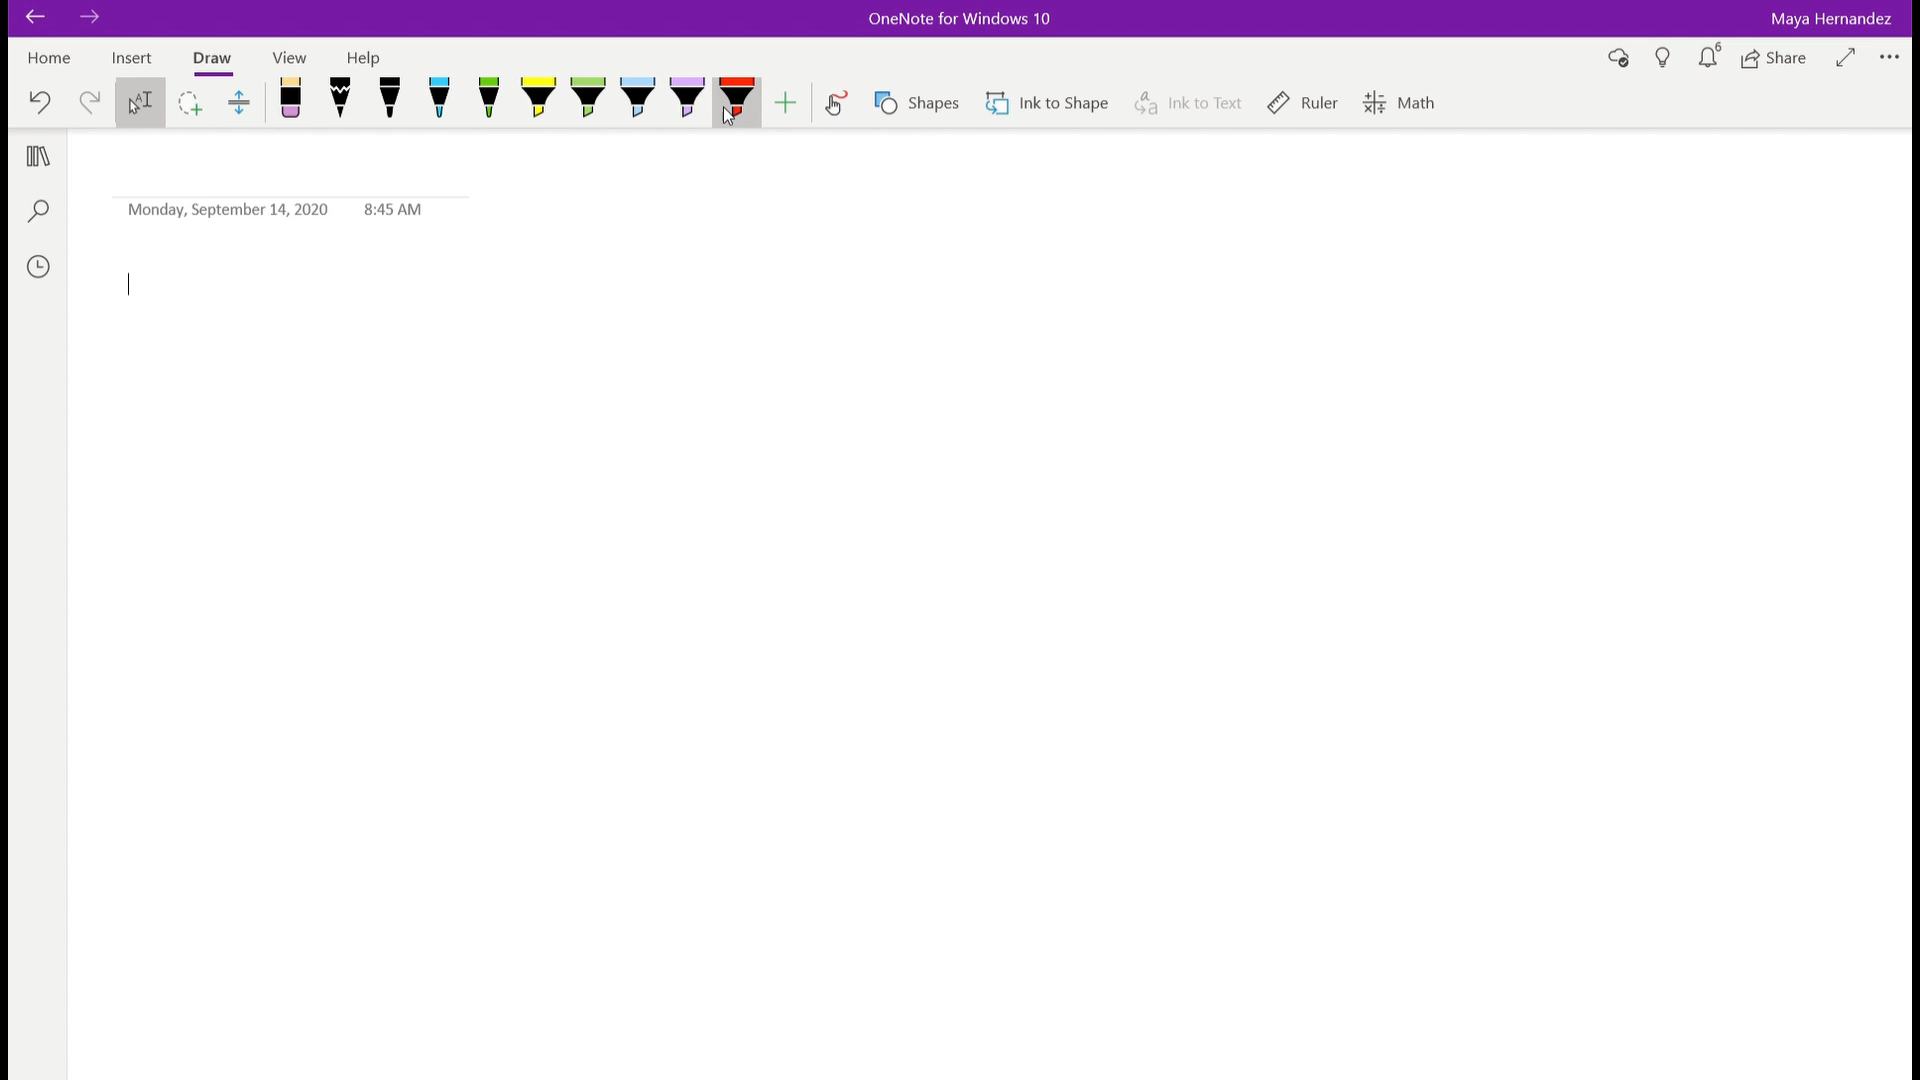 OneNote for Windows 10
Maya Hernandez
Home Insert Draw View Help
6
Share
Shapes Ink to Shape Ink to Text Ruler Math
Monday, September 14, 2020 8:45 AM